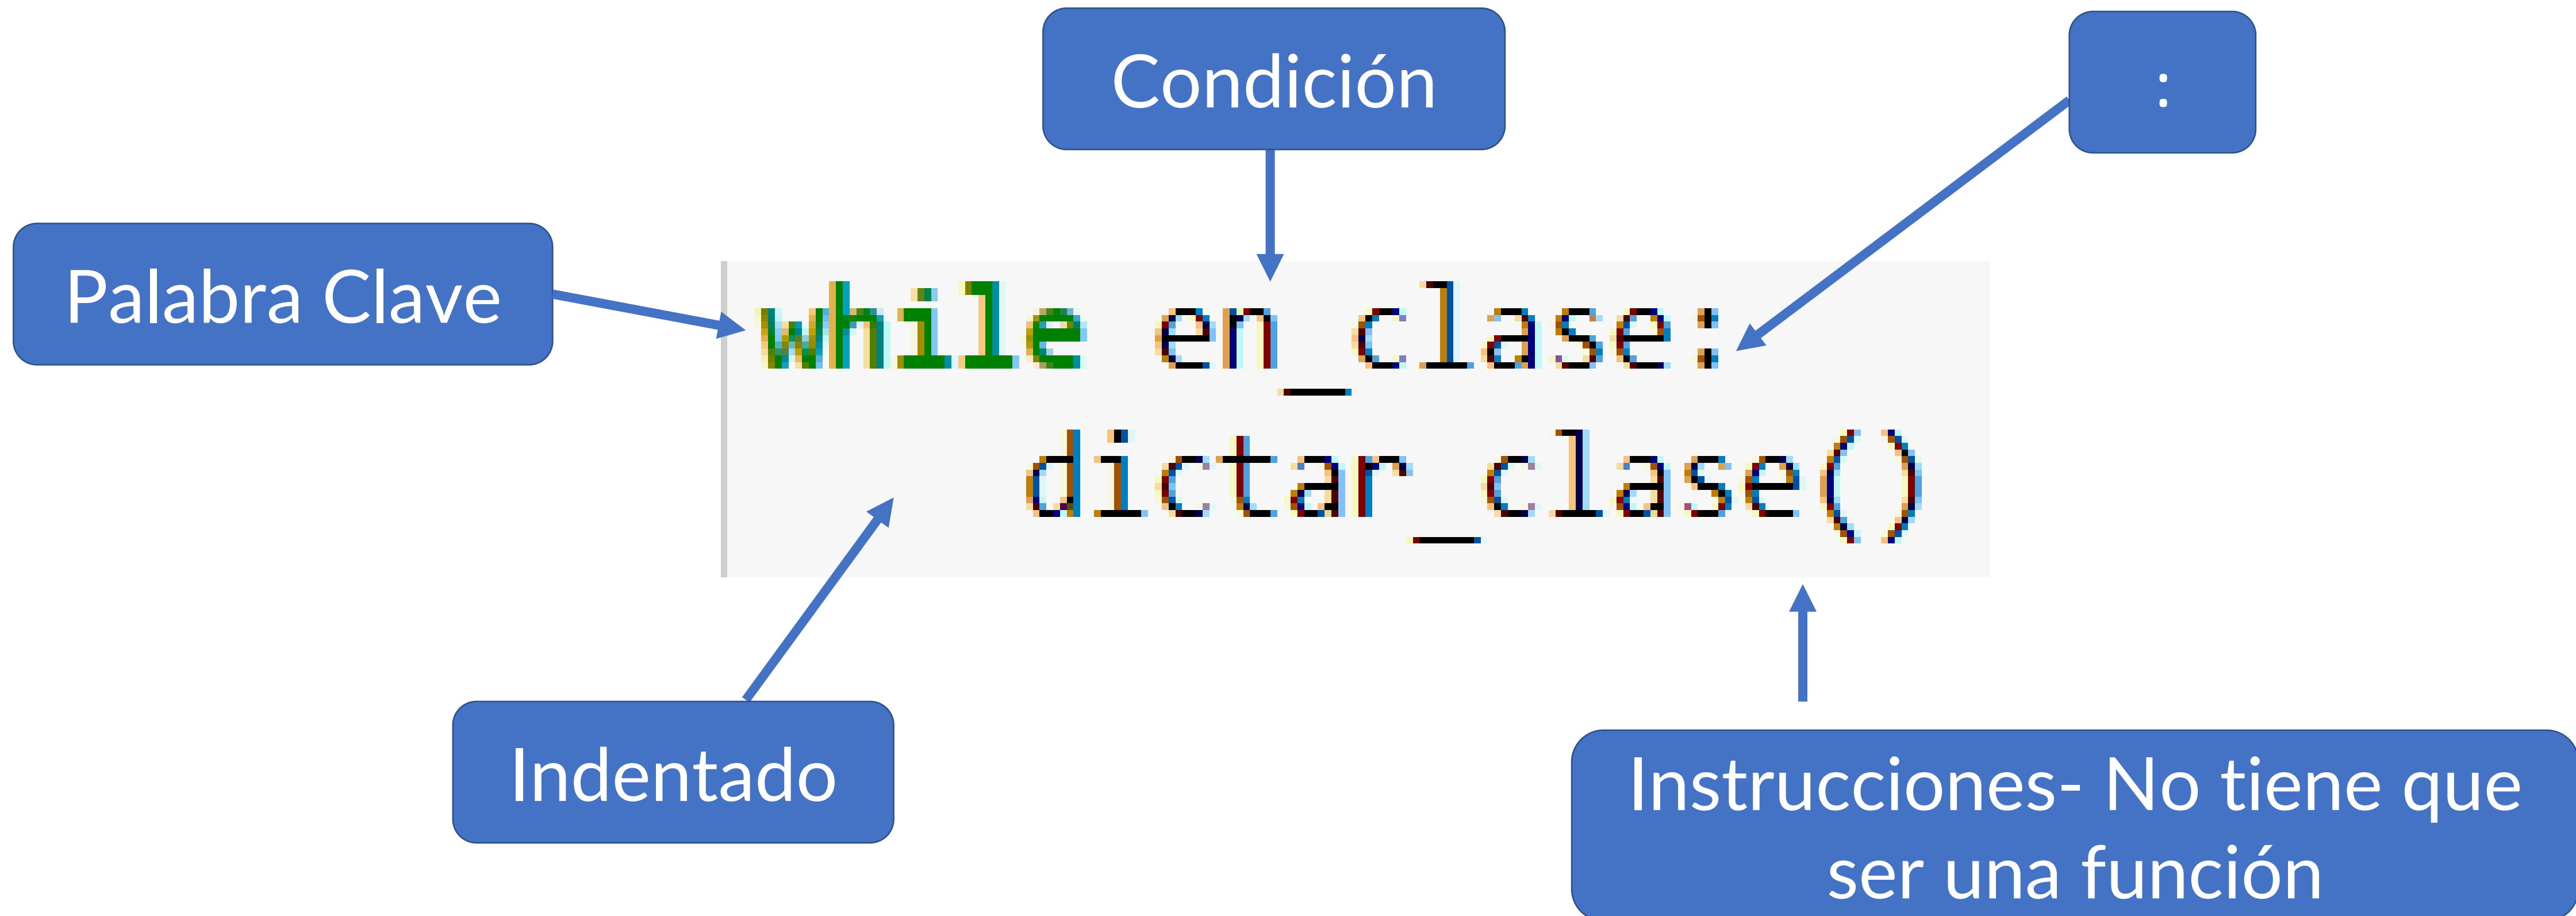 Condición
:
Palabra Clave
while en_clase:
dictar_clase()
Indentado
Instrucciones- No tiene que
ser una función